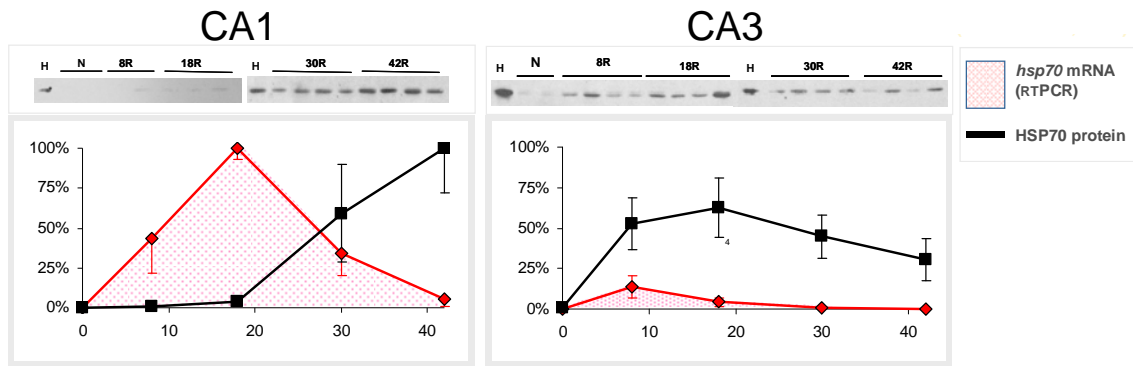 CA1
CA3
H N 8R 18R H 30R 42R
H N 8R 18R H 30R 42R
hsp70 mRNA
(RTPCR)
HSP70 protein
100%
75%
50%
25%
0%
0 10 20 30 40
100%
75%
50%
25%
0%
4
0 10 20 30 40